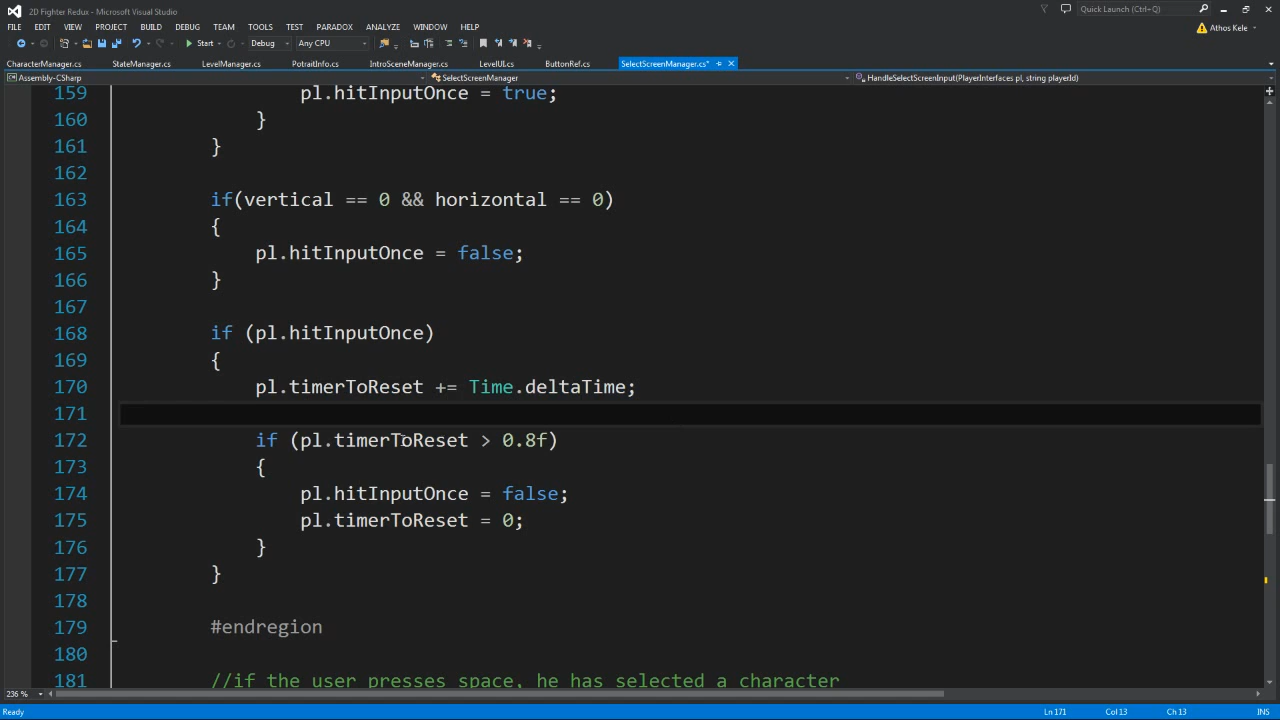 2D Fighter Redux - Microsoft Visual Studio
Quick Launch (Ctrl+Q)
FILE EDIT VIEW PROJECT BUILD DEBUG TEAM TOOLS TEST PARADOX ANALYZE WINDOW HELP
Athos Kele
Start Debug Any CPU
CharacterManager.cs StateManager.cs LevelManager.cs PotraitInfo.cs IntroSceneManager.cs LevelUI.cs ButtonRef.cs SelectScreenManager.cs*
Assembly-CSharp SelectScreenManager HandleSelectScreenInput(PlayerInterfaces pl, string playerId)
159 pl.hitInputOnce = true;
160 }
161 }
162
163 if(vertical == 0 && horizontal == 0)
164 {
165 pl.hitInputOnce = false;
166 }
167
168 if (pl.hitInputOnce)
169 {
170 pl.timerToReset += Time.deltaTime;
171
172 if (pl.timerToReset > 0.8f)
173 {
174 pl.hitInputOnce = false;
175 pl.timerToReset = 0;
176 }
177 }
178
179 #endregion
180
181 //if the user presses space, he has selected a character
236 %
Ready Ln 171 Col 13 Ch 13 INS